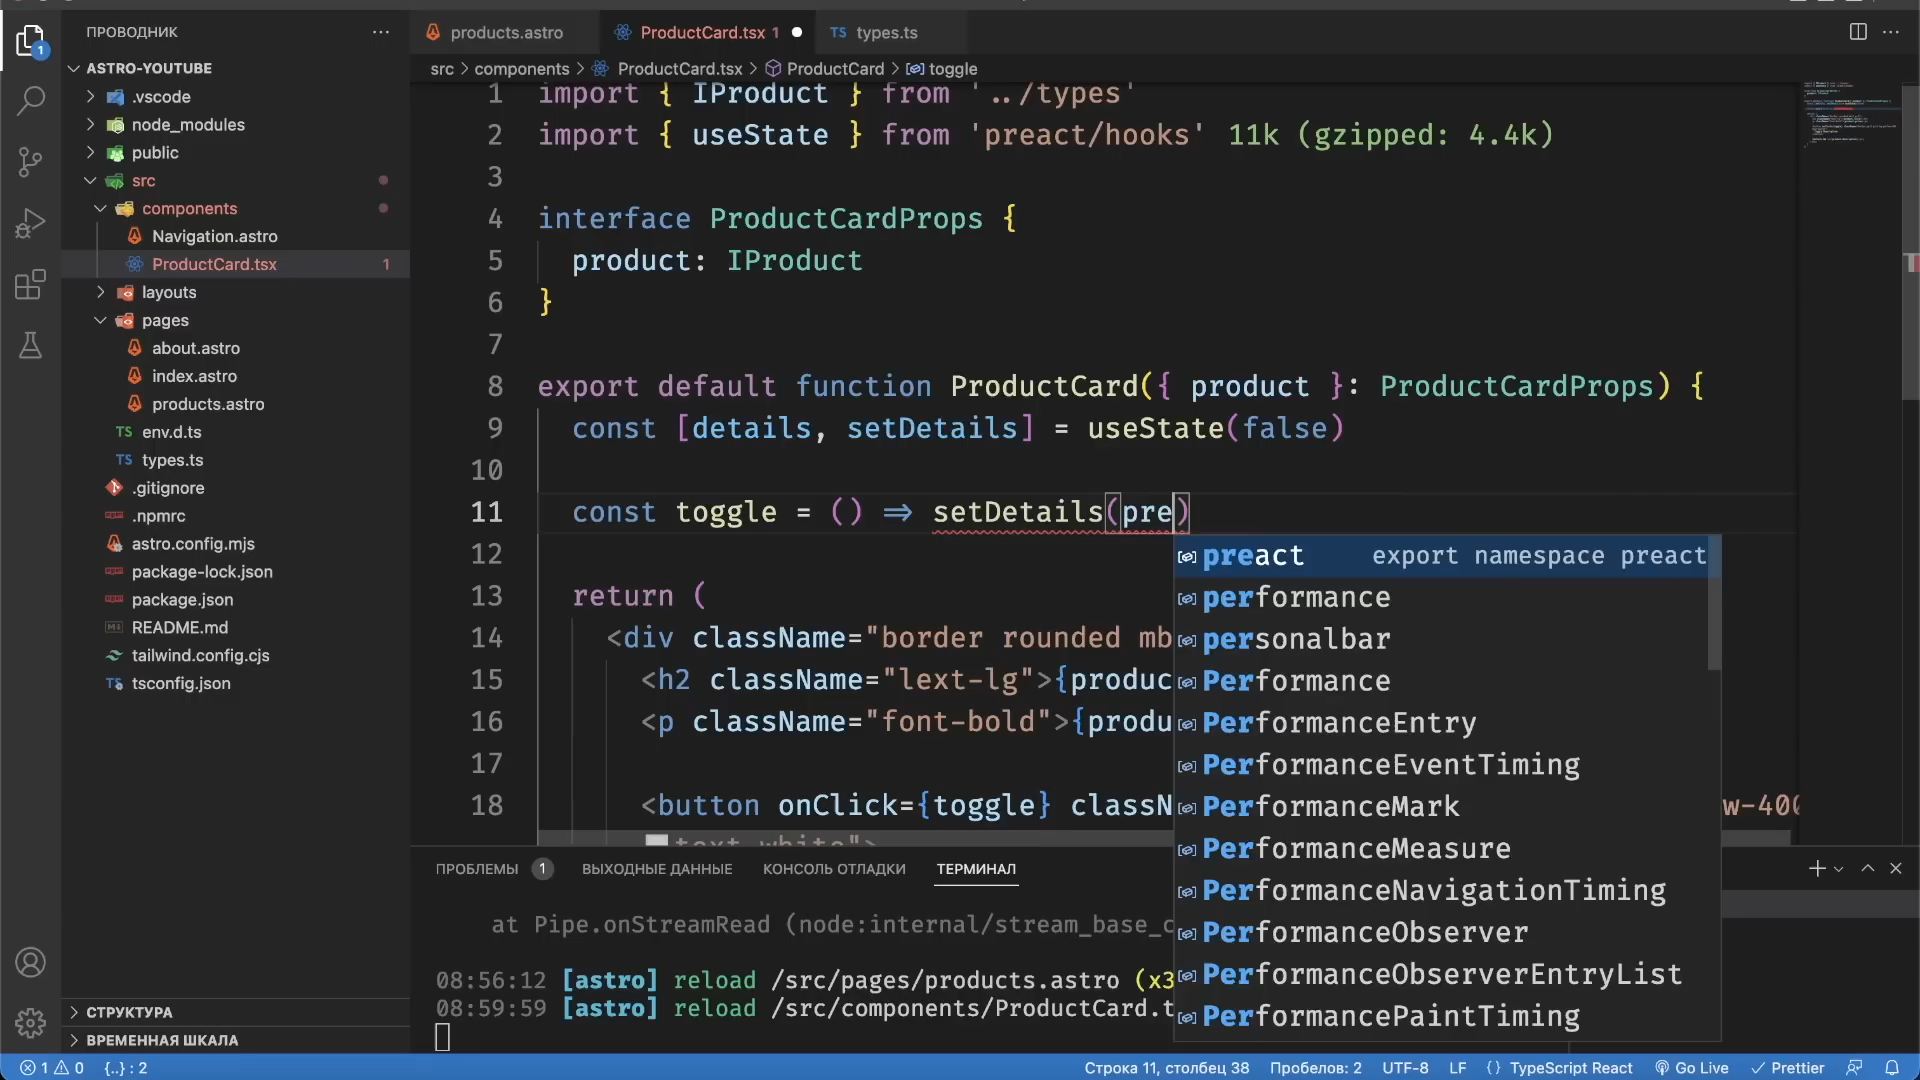 ПРОВОДНИК
ASTRO-YOUTUBE
.vscode
node_modules
public
src
components
Navigation.astro
ProductCard.tsx 1
layouts
pages
about.astro
index.astro
products.astro
TS env.d.ts
TS types.ts
.gitignore
.npmrc
astro.config.mjs
package-lock.json
package.json
README.md
tailwind.config.cjs
tsconfig.json
СТРУКТУРА
ВРЕМЕННАЯ ШКАЛА
1
products.astro ProductCard.tsx 1 TS types.ts
src > components > ProductCard.tsx > ProductCard > toggle
1 import { IProduct } from '../types'
2 import { useState } from 'preact/hooks' 11k (gzipped: 4.4k)
3
4 interface ProductCardProps {
5 product: IProduct
6 }
7
8 export default function ProductCard({ product }: ProductCardProps) {
9 const [details, setDetails] = useState(false)
10
11 const toggle = () => setDetails(pre)
12
13 return (
14 <div className="border rounded mb
15 <h2 className="lext-lg">{produc
16 <p className="font-bold">{produ
17
18 <button onClick={toggle} classN w-400
text-white">
preact export namespace preact
performance
personalbar
Performance
PerformanceEntry
PerformanceEventTiming
PerformanceMark
PerformanceMeasure
PerformanceNavigationTiming
PerformanceObserver
PerformanceObserverEntryList
PerformancePaintTiming
ПРОБЛЕМЫ 1 ВЫХОДНЫЕ ДАННЫЕ КОНСОЛЬ ОТЛАДКИ ТЕРМИНАЛ
at Pipe.onStreamRead (node:internal/stream_base_c
08:56:12 [astro] reload /src/pages/products.astro (x3
08:59:59 [astro] reload /src/components/ProductCard.t
1 0 {..} : 2 Строка 11, столбец 38 Пробелов: 2 UTF-8 LF {} TypeScript React Go Live Prettier